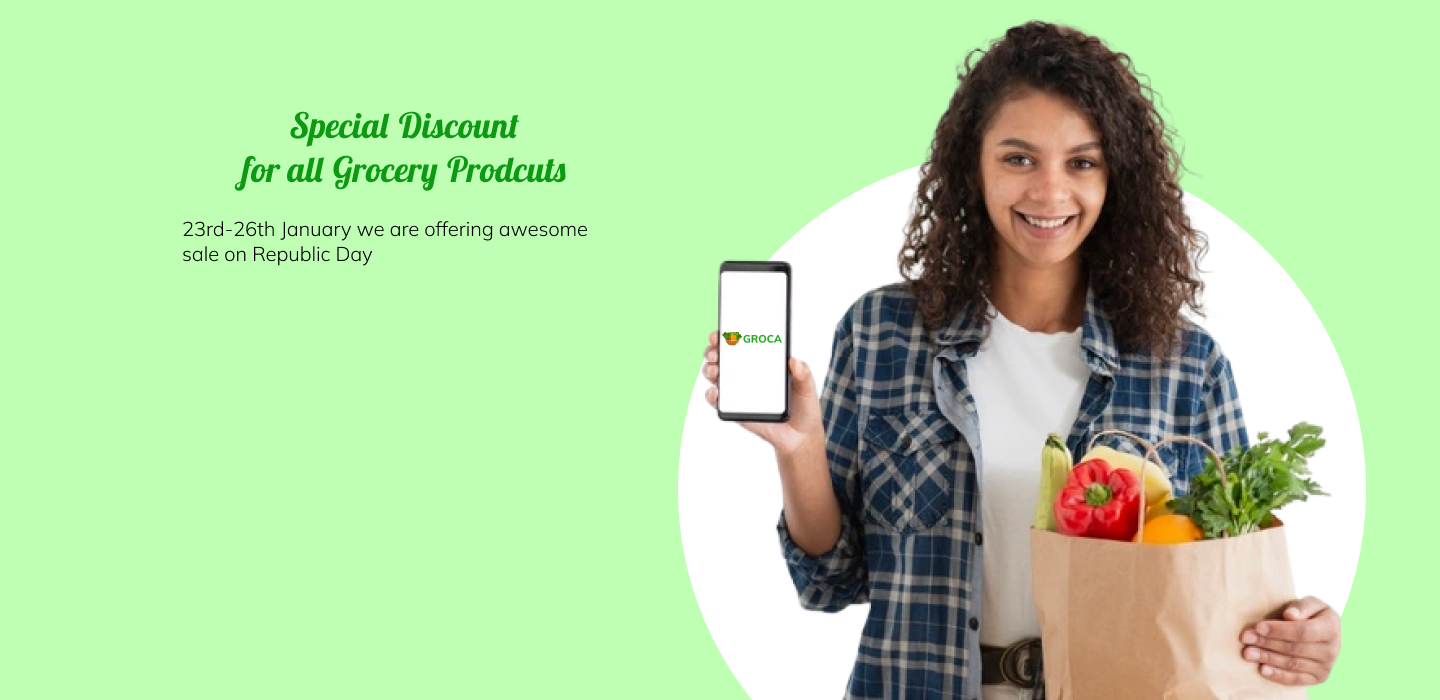 Special Discount
for all Grocery Prodcuts
23rd-26th January we are offering awesome
sale on Republic Day
GROCA